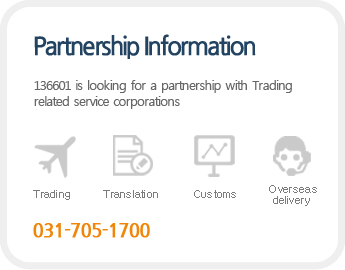 Partnership Information
136601 is looking for a partnership with Trading
related service corporations
Trading
Translation
Customs
Overseas
delivery
031-705-1700